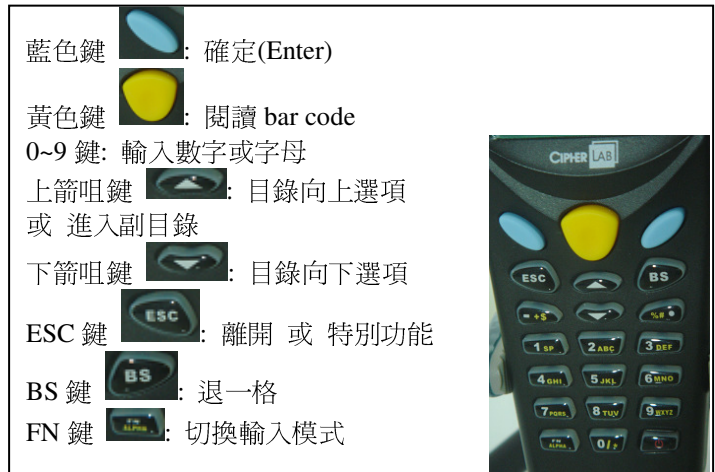 藍色鍵 : 確定(Enter)
黃色鍵 : 閱讀 bar code
0~9 鍵: 輸入數字或字母
上箭咀鍵 : 目錄向上選項
或 進入副目錄
下箭咀鍵 : 目錄向下選項
ESC 鍵 ESC : 離開 或 特別功能
BS 鍵 BS : 退一格
FN 鍵 FN ALPHA : 切換輸入模式
CIPHER LAB
ESC BS
- +$ %#
1 SP 2 ABC 3 DEF
4 GHI 5 JKL 6 MNO
7 PQRS 8 TUV 9 WXYZ
FN ALPHA 0